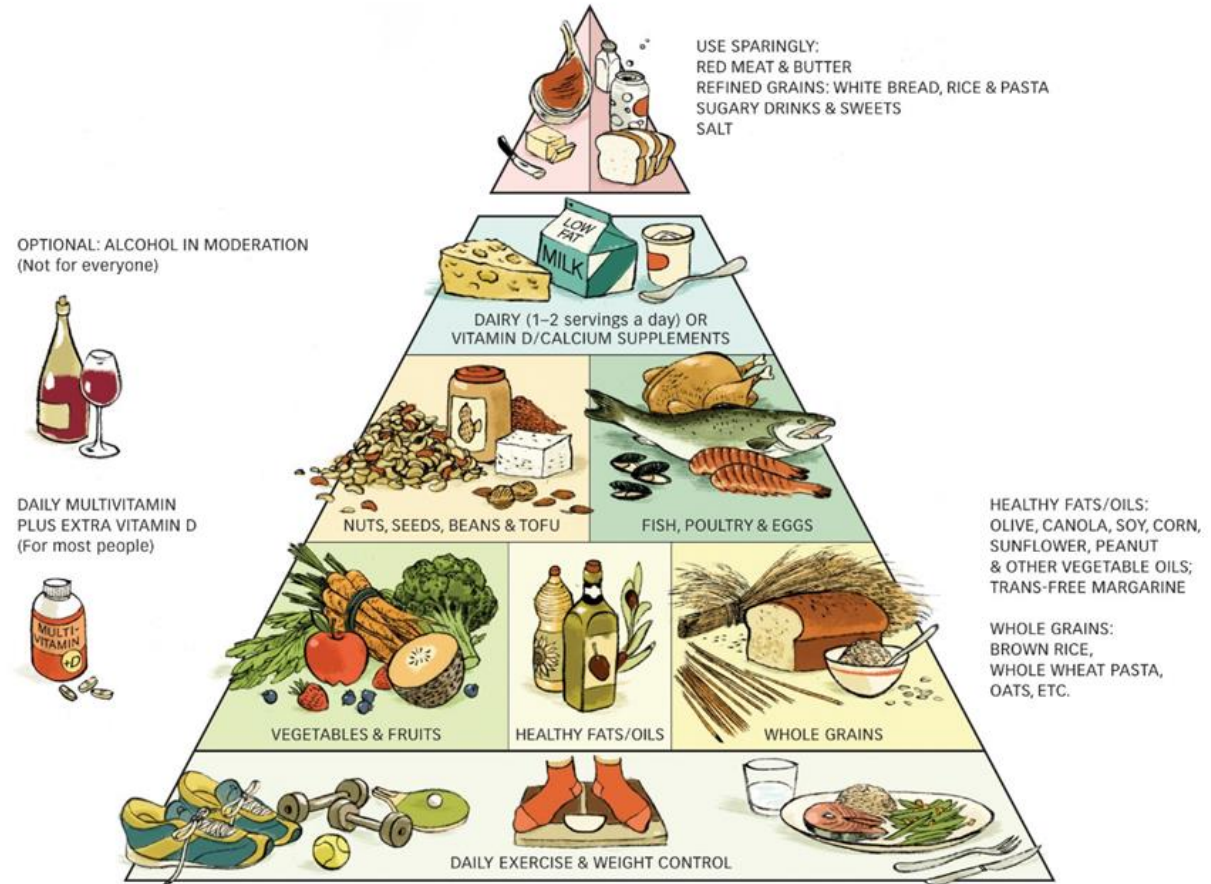 USE SPARINGLY:
RED MEAT & BUTTER
REFINED GRAINS: WHITE BREAD, RICE & PASTA
SUGARY DRINKS & SWEETS
SALT
OPTIONAL: ALCOHOL IN MODERATION
(Not for everyone)
LOW
FAT
MILK
DAIRY (1–2 servings a day) OR
VITAMIN D/CALCIUM SUPPLEMENTS
DAILY MULTIVITAMIN
PLUS EXTRA VITAMIN D
(For most people)
MULTI-
VITAMIN
+D
NUTS, SEEDS, BEANS & TOFU
FISH, POULTRY & EGGS
HEALTHY FATS/OILS:
OLIVE, CANOLA, SOY, CORN,
SUNFLOWER, PEANUT
& OTHER VEGETABLE OILS;
TRANS-FREE MARGARINE
WHOLE GRAINS:
BROWN RICE,
WHOLE WHEAT PASTA,
OATS, ETC.
VEGETABLES & FRUITS
HEALTHY FATS/OILS
WHOLE GRAINS
DAILY EXERCISE & WEIGHT CONTROL